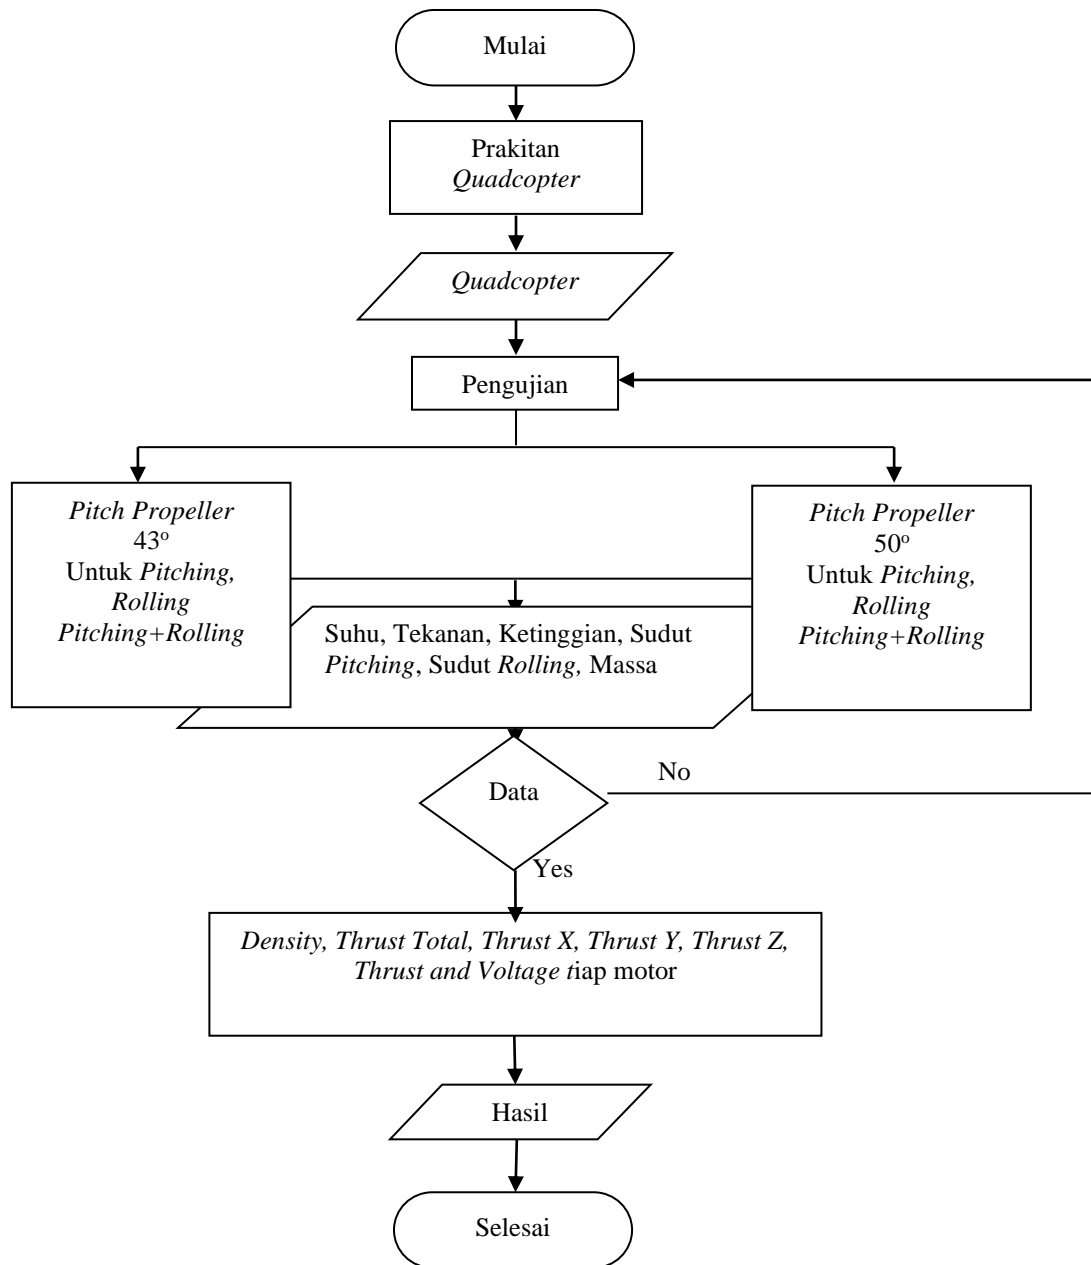 Mulai
Prakitan
Quadcopter
Quadcopter
Pengujian
Pitch Propeller
43º
Untuk Pitching,
Rolling
Pitching+Rolling
Pitch Propeller
50º
Untuk Pitching,
Rolling
Pitching+Rolling
Suhu, Tekanan, Ketinggian, Sudut
Pitching, Sudut Rolling, Massa
Data
No
Yes
Density, Thrust Total, Thrust X, Thrust Y, Thrust Z,
Thrust and Voltage tiap motor
Hasil
Selesai